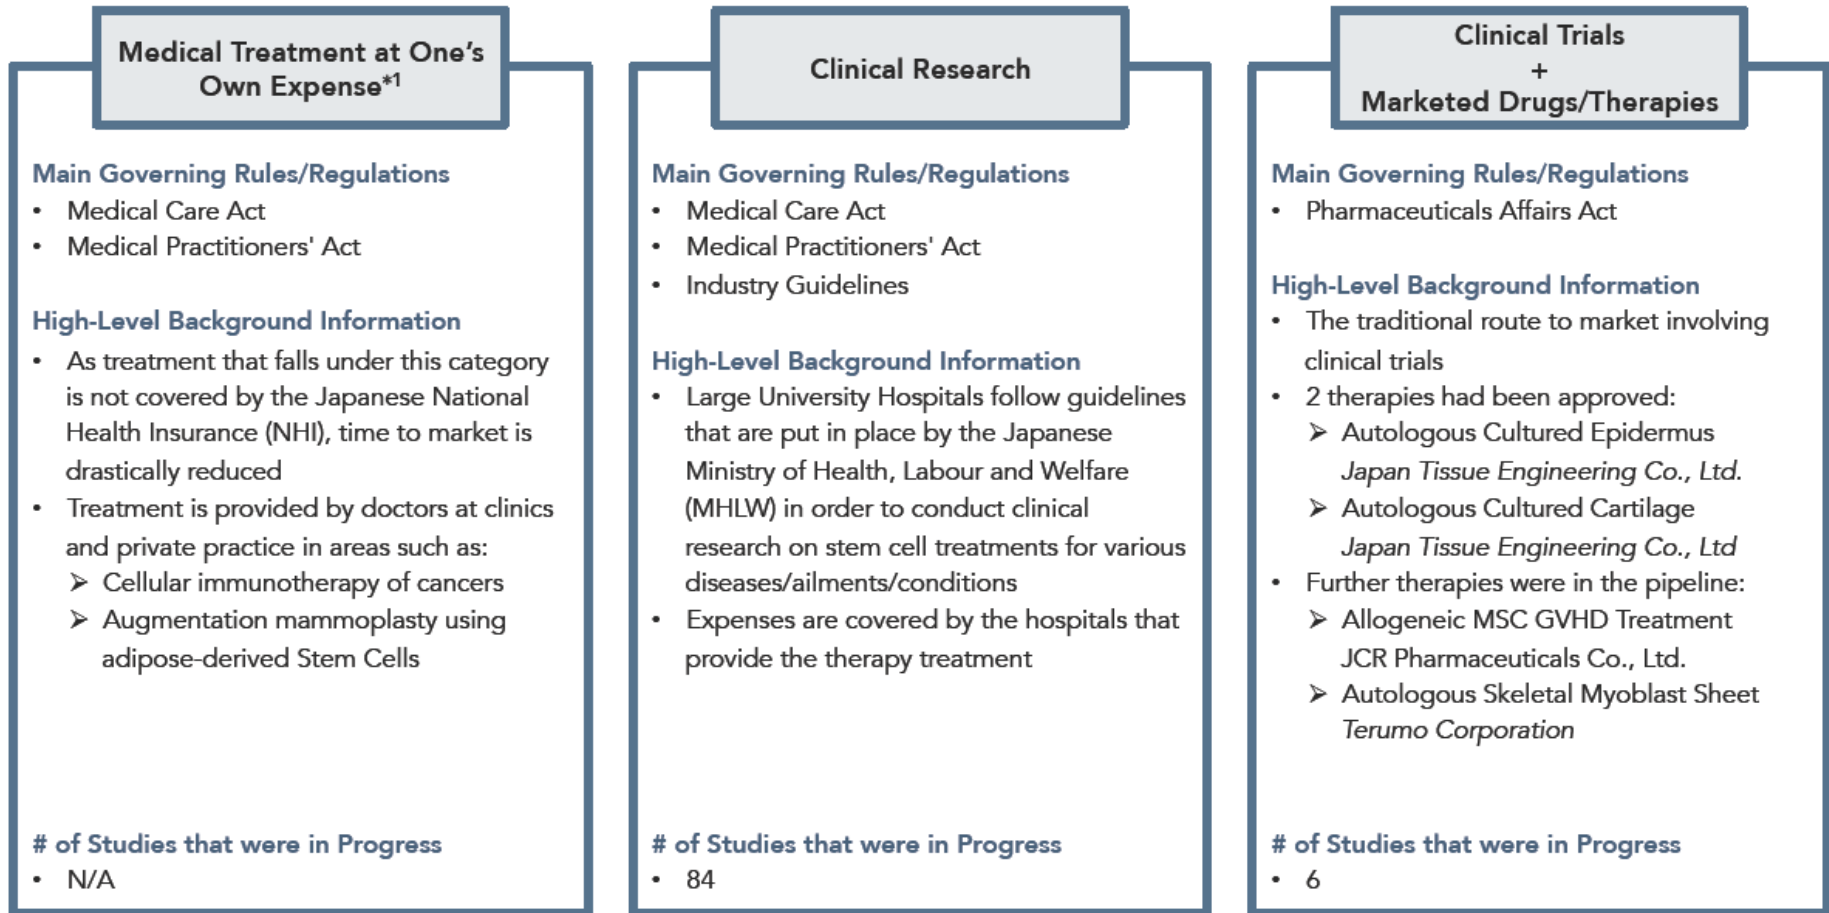 Medical Treatment at One's
Own Expense*1
Main Governing Rules/Regulations
• Medical Care Act
• Medical Practitioners' Act
High-Level Background Information
• As treatment that falls under this category
is not covered by the Japanese National
Health Insurance (NHI), time to market is
drastically reduced
• Treatment is provided by doctors at clinics
and private practice in areas such as:
➢ Cellular immunotherapy of cancers
➢ Augmentation mammoplasty using
adipose-derived Stem Cells
# of Studies that were in Progress
• N/A
Clinical Research
Main Governing Rules/Regulations
• Medical Care Act
• Medical Practitioners' Act
• Industry Guidelines
High-Level Background Information
• Large University Hospitals follow guidelines
that are put in place by the Japanese
Ministry of Health, Labour and Welfare
(MHLW) in order to conduct clinical
research on stem cell treatments for various
diseases/ailments/conditions
• Expenses are covered by the hospitals that
provide the therapy treatment
# of Studies that were in Progress
• 84
Clinical Trials
+
Marketed Drugs/Therapies
Main Governing Rules/Regulations
• Pharmaceuticals Affairs Act
High-Level Background Information
• The traditional route to market involving
clinical trials
• 2 therapies had been approved:
➢ Autologous Cultured Epidermus
Japan Tissue Engineering Co., Ltd.
➢ Autologous Cultured Cartilage
Japan Tissue Engineering Co., Ltd
• Further therapies were in the pipeline:
➢ Allogeneic MSC GVHD Treatment
JCR Pharmaceuticals Co., Ltd.
➢ Autologous Skeletal Myoblast Sheet
Terumo Corporation
# of Studies that were in Progress
• 6